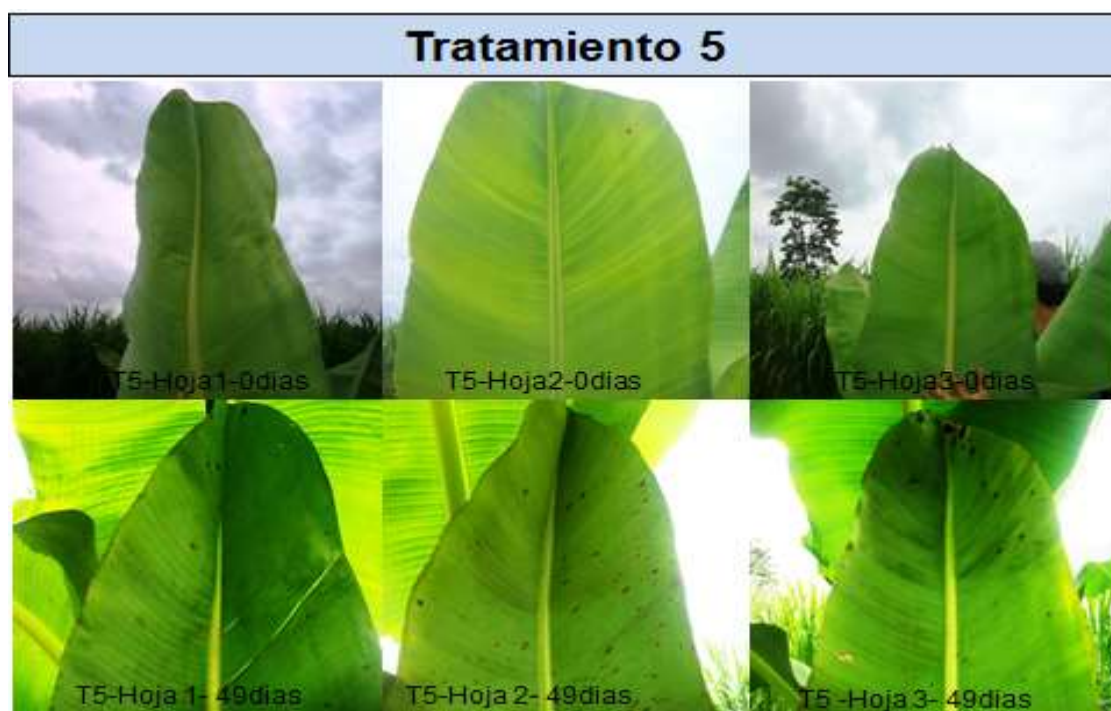 Tratamiento 5
T5-Hoja1-0dias
T5-Hoja2-0dias
T5-Hoja3-0dias
T5-Hoja 1- 49dias
T5-Hoja 2- 49dias
T5 -Hoja 3- 49dias